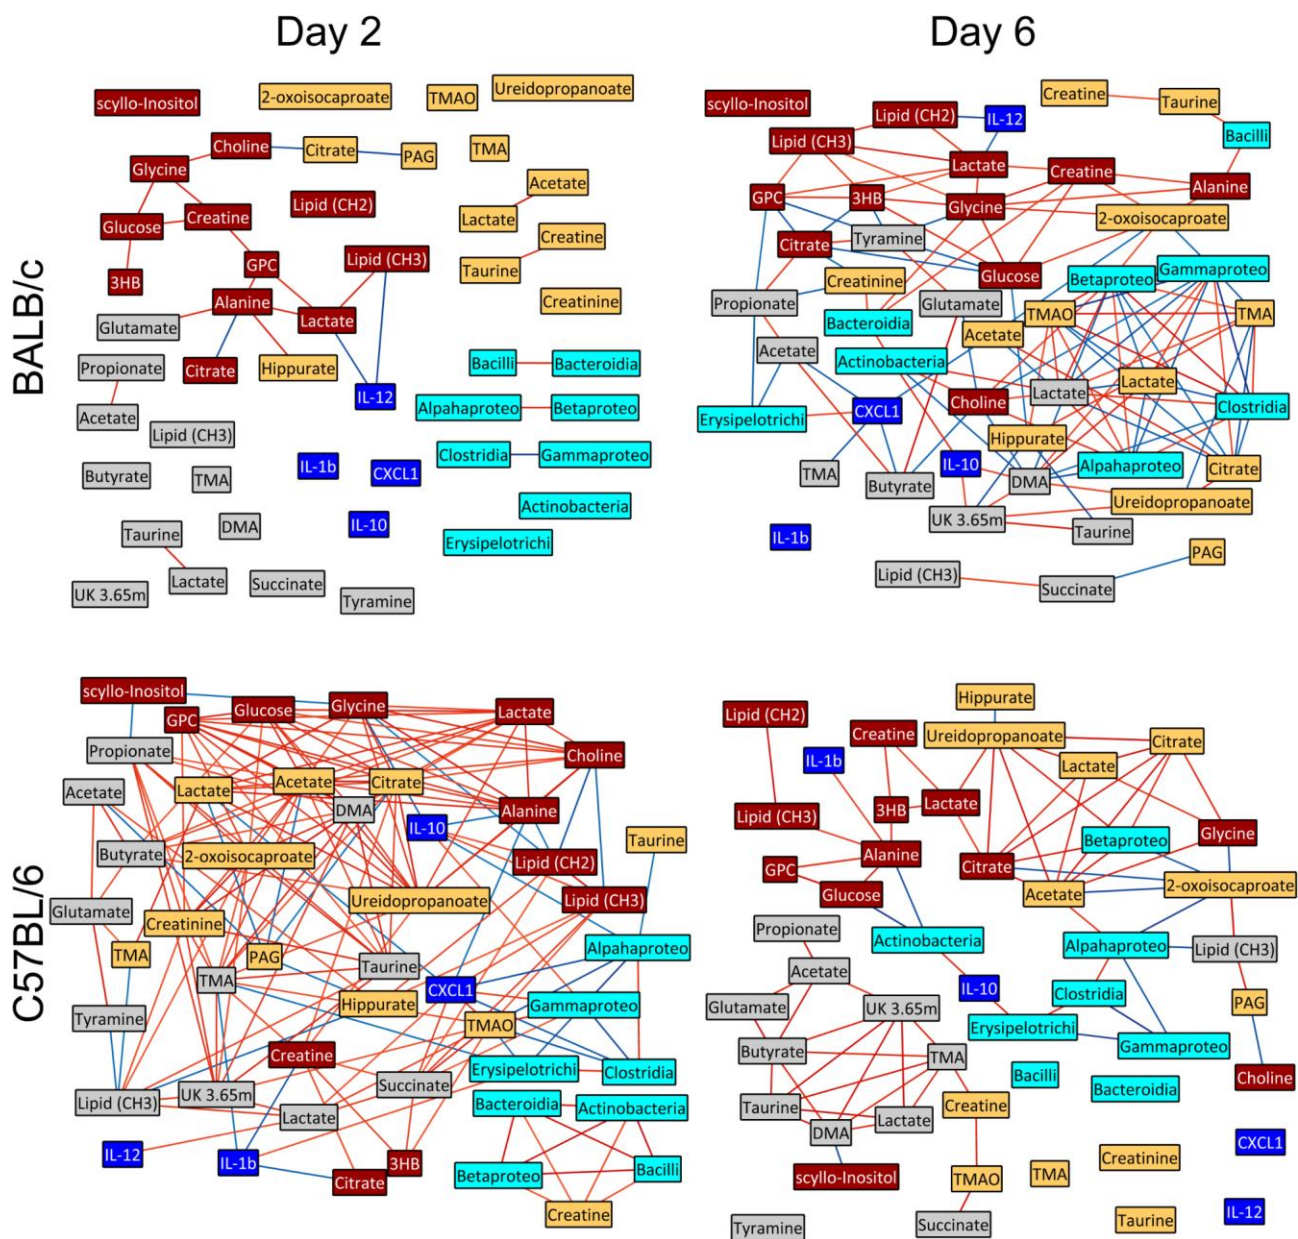 Day 2
Day 6
BALB/c
scyllo-Inositol
2-oxoisocaproate
TMAO
Ureidopropanoate
Choline
Citrate
PAG
TMA
Glycine
Acetate
Lipid (CH2)
Lactate
Glucose
Creatine
Creatine
GPC
Lipid (CH3)
Taurine
3HB
Alanine
Creatinine
Glutamate
Lactate
Propionate
Citrate
Hippurate
Bacilli
Bacteroidia
IL-12
Acetate
Alpahaproteo
Betaproteo
Lipid (CH3)
Clostridia
Gammaproteo
Butyrate
TMA
IL-1b
CXCL1
Actinobacteria
Taurine
DMA
IL-10
Erysipelotrichi
Lactate
Succinate
UK 3.65m
Tyramine
scyllo-Inositol
Creatine
Taurine
Lipid (CH2)
IL-12
Bacilli
Lipid (CH3)
Lactate
Creatine
Alanine
GPC
3HB
Glycine
2-oxoisocaproate
Citrate
Tyramine
Creatinine
Glucose
Betaproteo
Gammaproteo
Propionate
Glutamate
Bacteroidia
TMAO
TMA
Acetate
Acetate
Actinobacteria
Lactate
Lactate
Erysipelotrichi
CXCL1
Choline
Clostridia
Hippurate
TMA
Butyrate
IL-10
DMA
Alpahaproteo
Citrate
Ureidopropanoate
UK 3.65m
Taurine
IL-1b
PAG
Lipid (CH3)
Succinate
C57BL/6
scyllo-Inositol
GPC
Glucose
Glycine
Lactate
Propionate
Choline
Acetate
Lactate
Acetate
Citrate
DMA
Alanine
IL-10
Taurine
Butyrate
2-oxoisocaproate
Lipid (CH2)
Ureidopropanoate
Lipid (CH3)
Glutamate
Creatinine
TMA
PAG
Alpahaproteo
TMA
Taurine
CXCL1
Hippurate
Gammaproteo
Tyramine
TMAO
Creatine
Erysipelotrichi
Clostridia
Lipid (CH3)
UK 3.65m
Succinate
Lactate
Bacteroidia
Actinobacteria
IL-12
IL-1b
3HB
Citrate
Betaproteo
Bacilli
Creatine
Hippurate
Lipid (CH2)
Creatine
Ureidopropanoate
Citrate
IL-1b
Lactate
3HB
Lactate
Lipid (CH3)
Betaproteo
Glycine
Alanine
GPC
Citrate
Glucose
Acetate
2-oxoisocaproate
Propionate
Actinobacteria
Alpahaproteo
Lipid (CH3)
Acetate
IL-10
Clostridia
PAG
Glutamate
UK 3.65m
Erysipelotrichi
Gammaproteo
Butyrate
TMA
Bacilli
Bacteroidia
Choline
Taurine
Creatine
Lactate
DMA
CXCL1
Creatinine
scyllo-Inositol
TMAO
TMA
IL-12
Tyramine
Succinate
Taurine